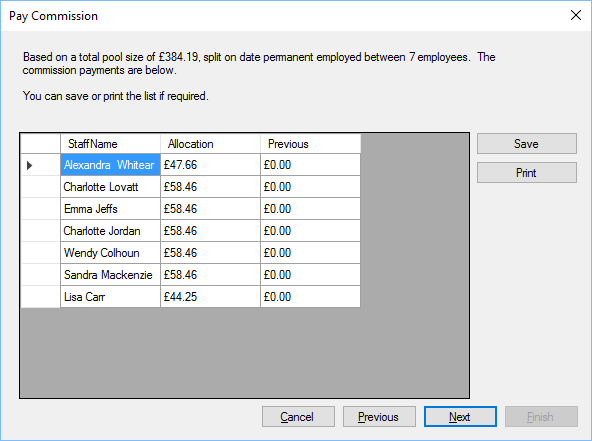 Pay Commission
Based on a total pool size of £384.19, split on date permanent employed between 7 employees. The
commission payments are below.
You can save or print the list if required.
StaffName Allocation Previous
Alexandra Whitear £47.66 £0.00
Charlotte Lovatt £58.46 £0.00
Emma Jeffs £58.46 £0.00
Charlotte Jordan £58.46 £0.00
Wendy Colhoun £58.46 £0.00
Sandra Mackenzie £58.46 £0.00
Lisa Carr £44.25 £0.00
Save
Print
Cancel Previous Next Finish